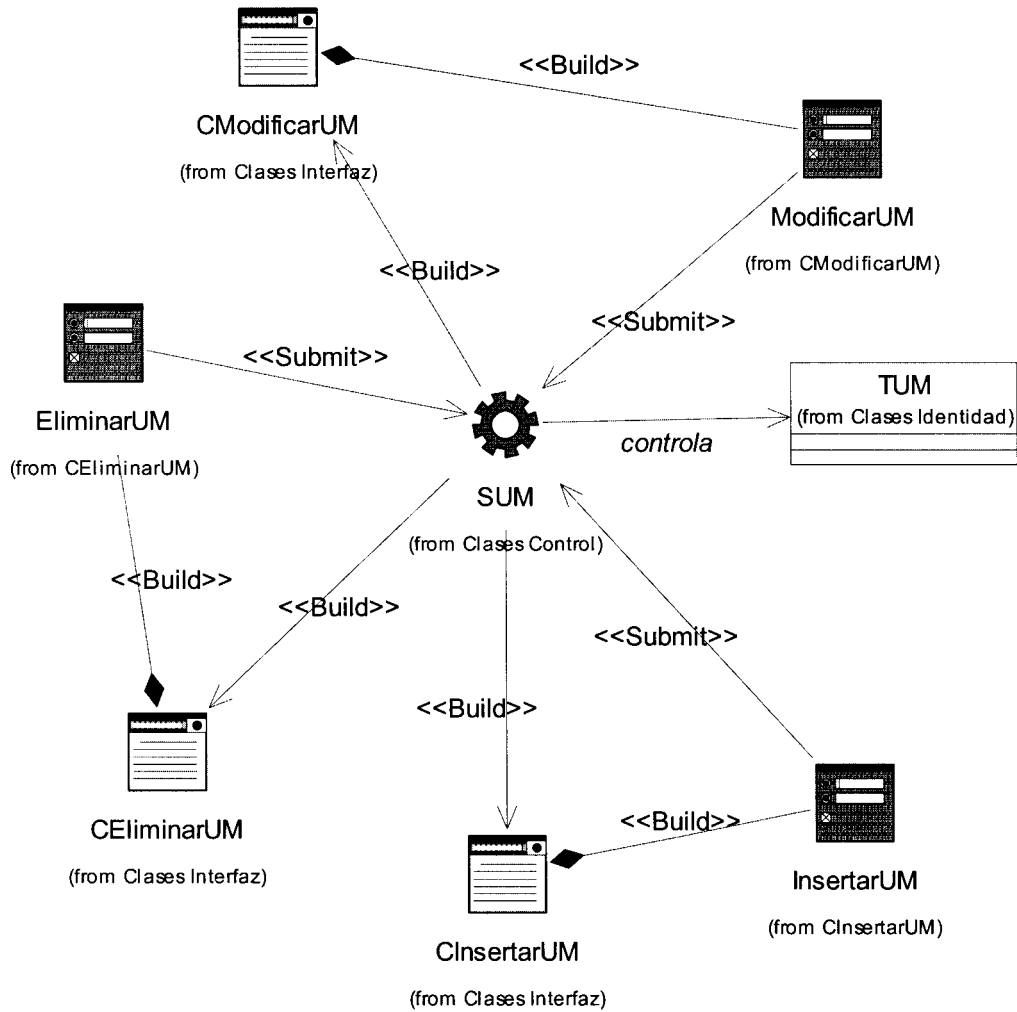 <<Build>>
CModificarUM
(from Clases Interfaz)
ModificarUM
(from CModificarUM)
<<Build>>
<<Submit>>
<<Submit>>
TUM
(from Clases Identidad)
controla
EliminarUM
(from CEliminarUM)
SUM
(from Clases Control)
<<Build>>
<<Build>>
<<Submit>>
<<Build>>
<<Build>>
CEliminarUM
(from Clases Interfaz)
InsertarUM
(from CInsertarUM)
CInsertarUM
(from Clases Interfaz)